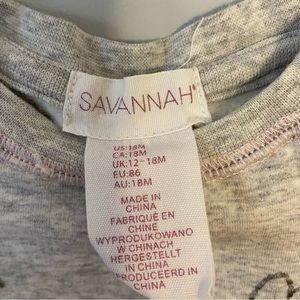 SAVANNAH®
US:18M
CA:18M
UK:12-18M
EU:86
AU:18M
MADE IN
CHINA
FABRIQUÉ EN
CHINE
WYPRODUKOWANO
W CHINACH
HERGESTELLT
IN CHINA
PRODUCEERD IN
CHINA